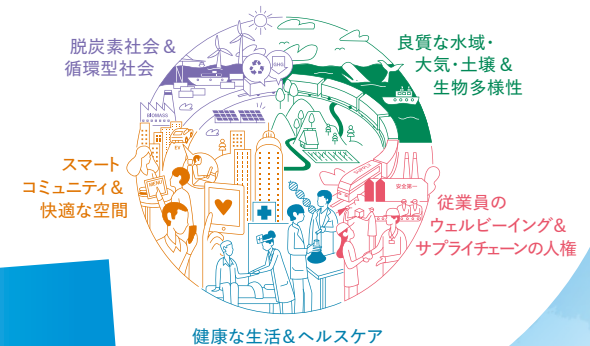 脱炭素社会&
循環型社会
良質な水域・
大気・土壌&
生物多様性
GHG
BIOMASS
EV
スマート
コミュニティ&
快適な空間
安全第一
従業員の
ウェルビーイング&
サプライチェーンの人権
健康な生活&ヘルスケア